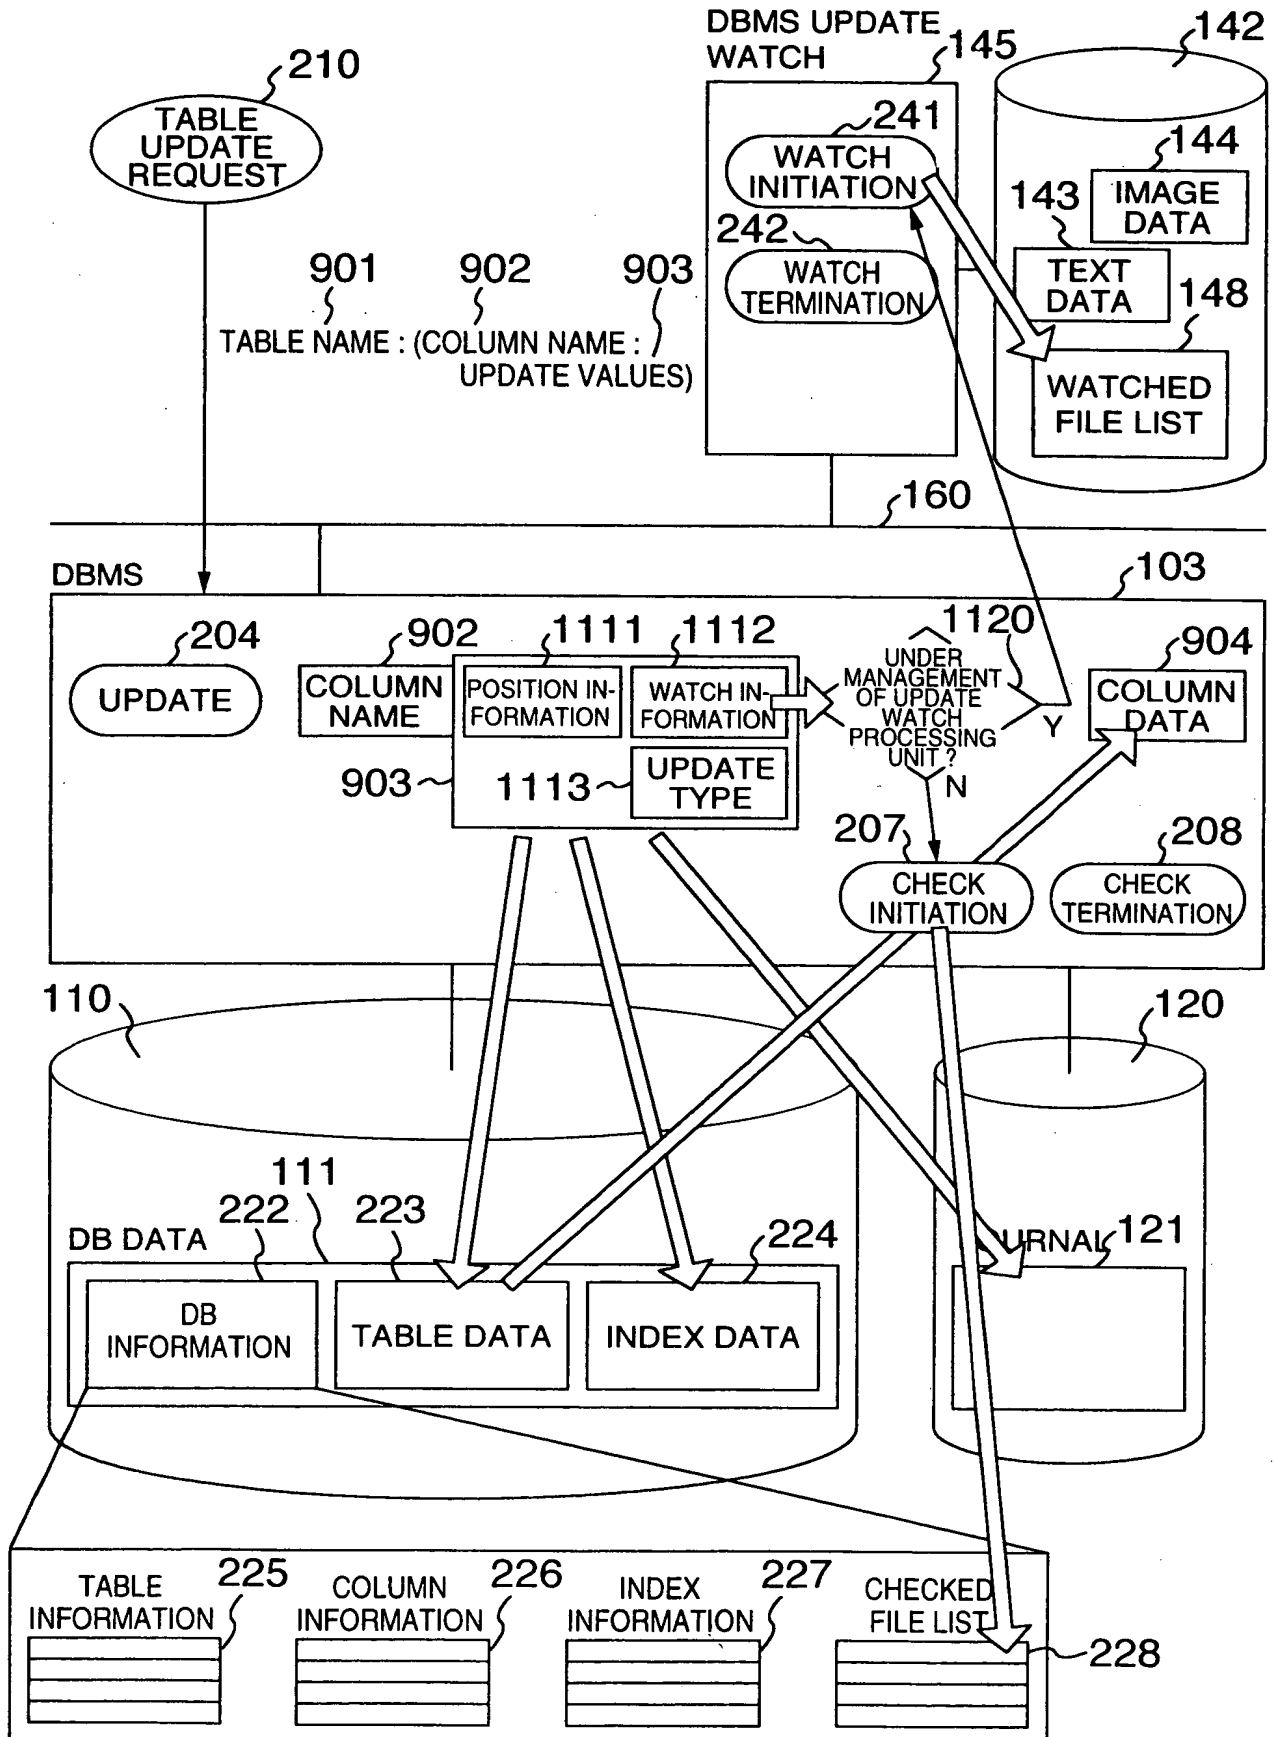 DBMS UPDATE
WATCH
145
142
210
TABLE
UPDATE
REQUEST
241
WATCH
INITIATION
144
IMAGE
DATA
242
WATCH
TERMINATION
143
TEXT
DATA
148
WATCHED
FILE LIST
901
902
903
TABLE NAME : (COLUMN NAME :
UPDATE VALUES)
160
DBMS
103
204
UPDATE
902
COLUMN
NAME
1111
POSITION IN-
FORMATION
1112
WATCH IN-
FORMATION
903
1113
UPDATE
TYPE
1120
UNDER
MANAGEMENT
OF UPDATE
WATCH
PROCESSING
UNIT ?
Y
N
904
COLUMN
DATA
207
CHECK
INITIATION
208
CHECK
TERMINATION
110
120
111
DB DATA
222
DB
INFORMATION
223
TABLE DATA
224
INDEX DATA
URNAL
121
TABLE
INFORMATION
225
COLUMN
INFORMATION
226
INDEX
INFORMATION
227
CHECKED
FILE LIST
228